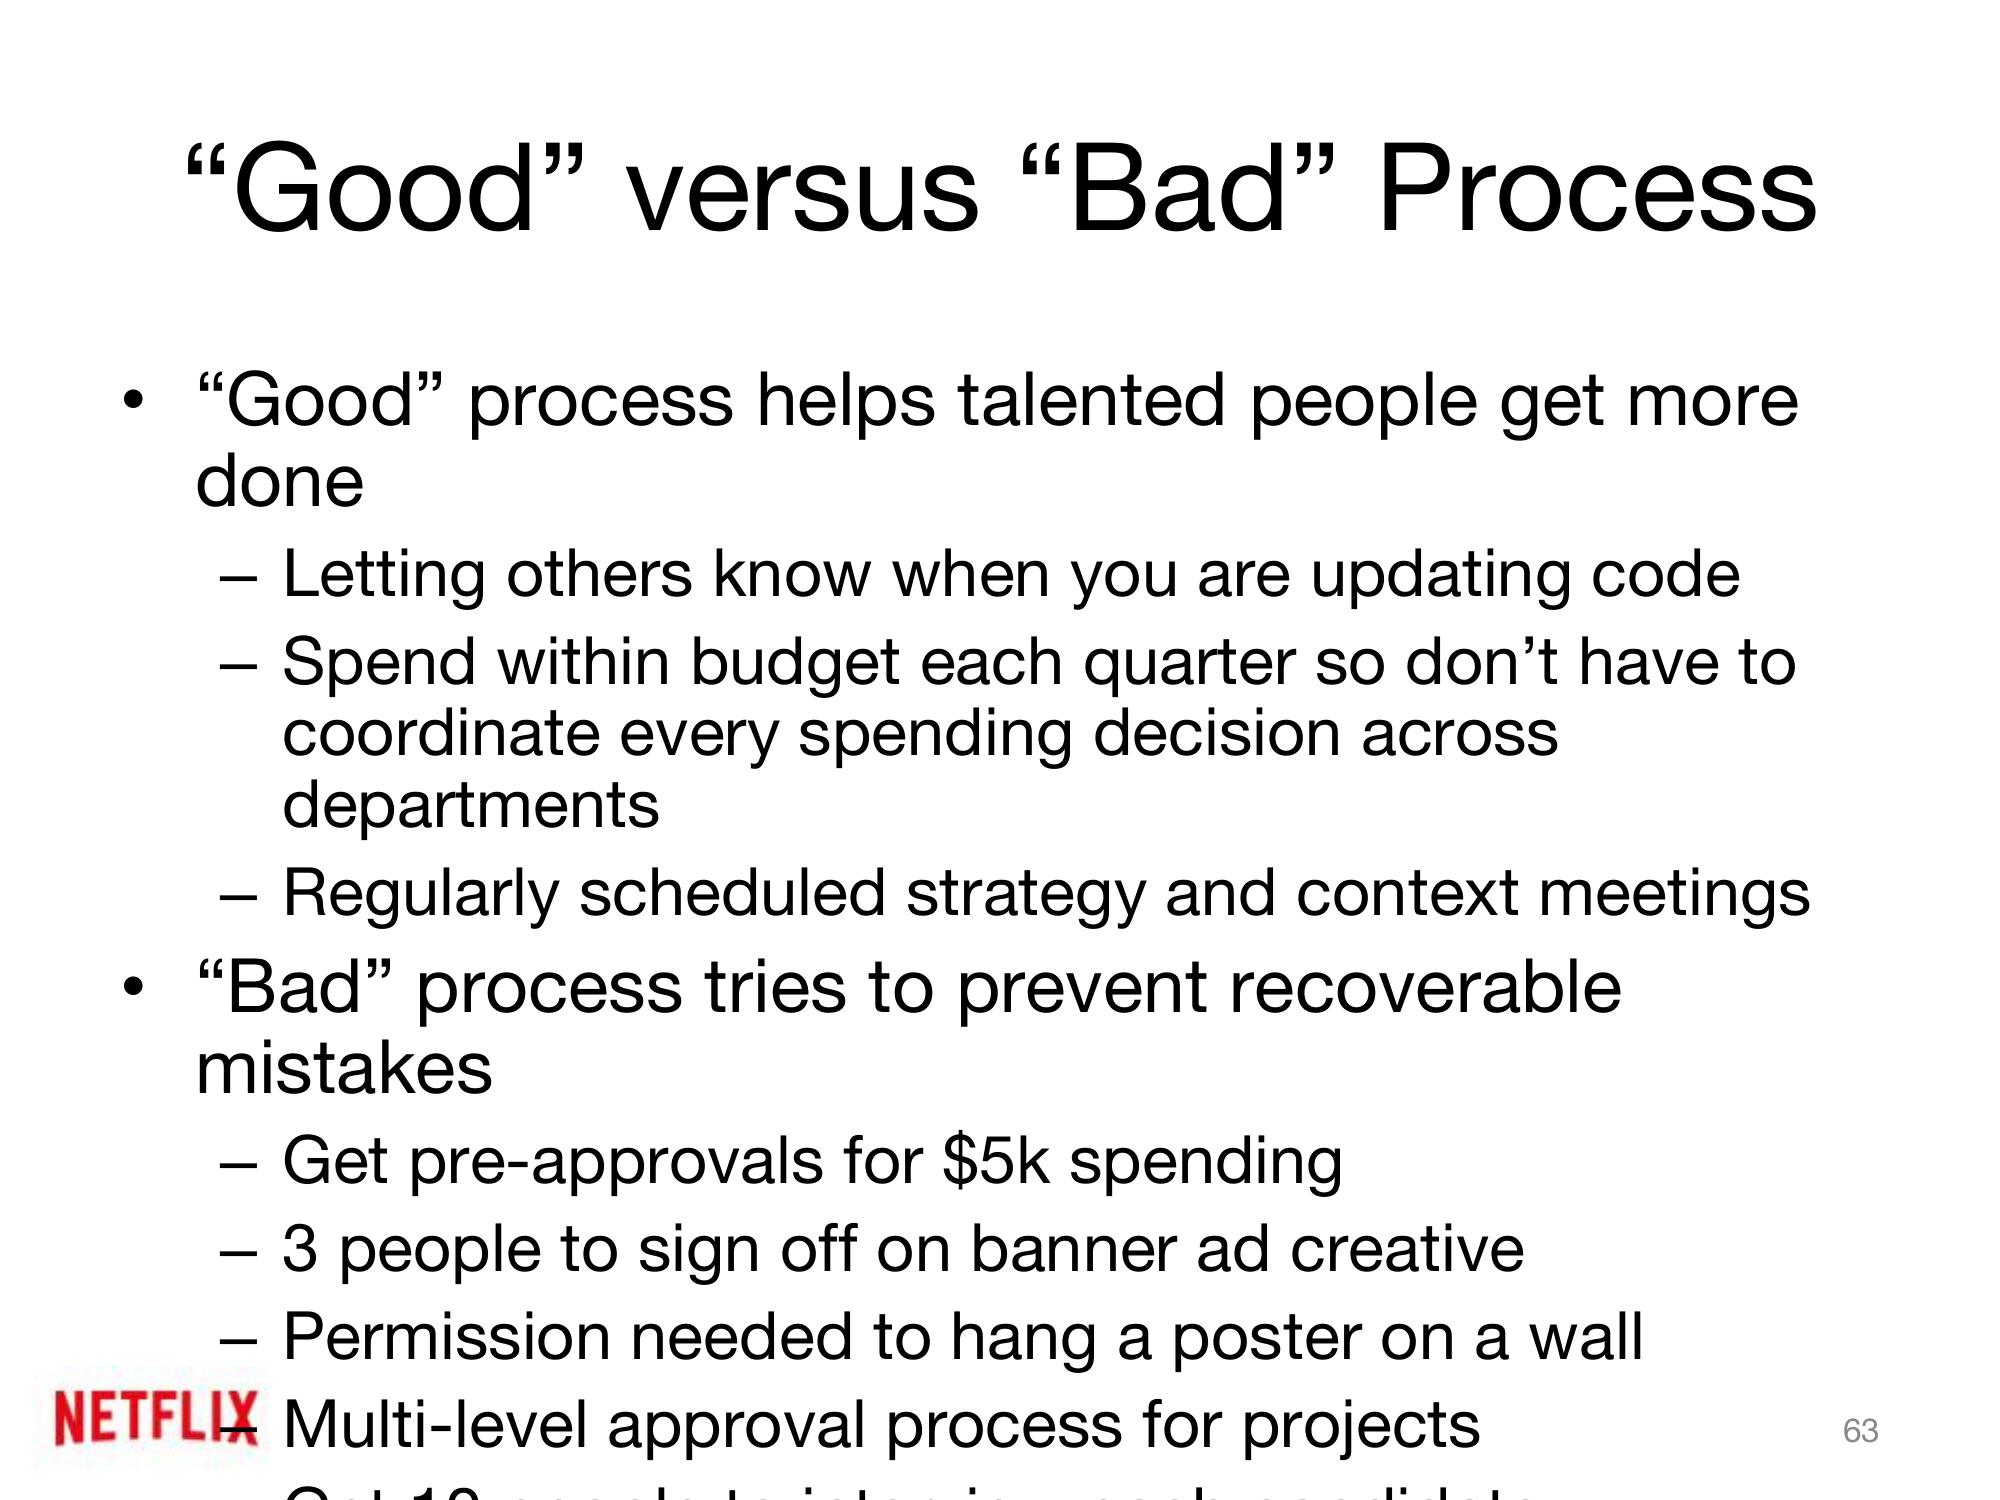 “Good” versus “Bad” Process
• “Good” process helps talented people get more
done
– Letting others know when you are updating code
– Spend within budget each quarter so don’t have to
coordinate every spending decision across
departments
– Regularly scheduled strategy and context meetings
• “Bad” process tries to prevent recoverable
mistakes
– Get pre-approvals for $5k spending
– 3 people to sign off on banner ad creative
– Permission needed to hang a poster on a wall
– Multi-level approval process for projects
NETFLIX
63